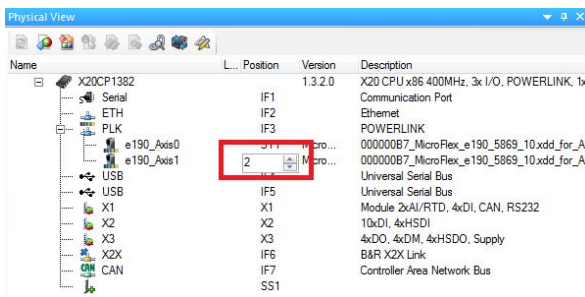 Physical View
Name L... Position Version Description
X20CP1382 1.3.2.0 X20 CPU x86 400MHz, 3x I/O, POWERLINK, 1x
Serial IF1 Communication Port
ETH IF2 Ethernet
PLK IF3 POWERLINK
e190_Axis0 Micro... 000000B7_MicroFlex_e190_5869_10.xdd_for_A
e190_Axis1 2 Micro... 000000B7_MicroFlex_e190_5869_10.xdd_for_A
USB Universal Serial Bus
USB IF5 Universal Serial Bus
X1 X1 Module 2xAI/RTD, 4xDI, CAN, RS232
X2 X2 10xDI, 4xHSDI
X3 X3 4xDO, 4xDM, 4xHSDO, Supply
X2X IF6 B&R X2X Link
CAN CAN IF7 Controller Area Network Bus
SS1